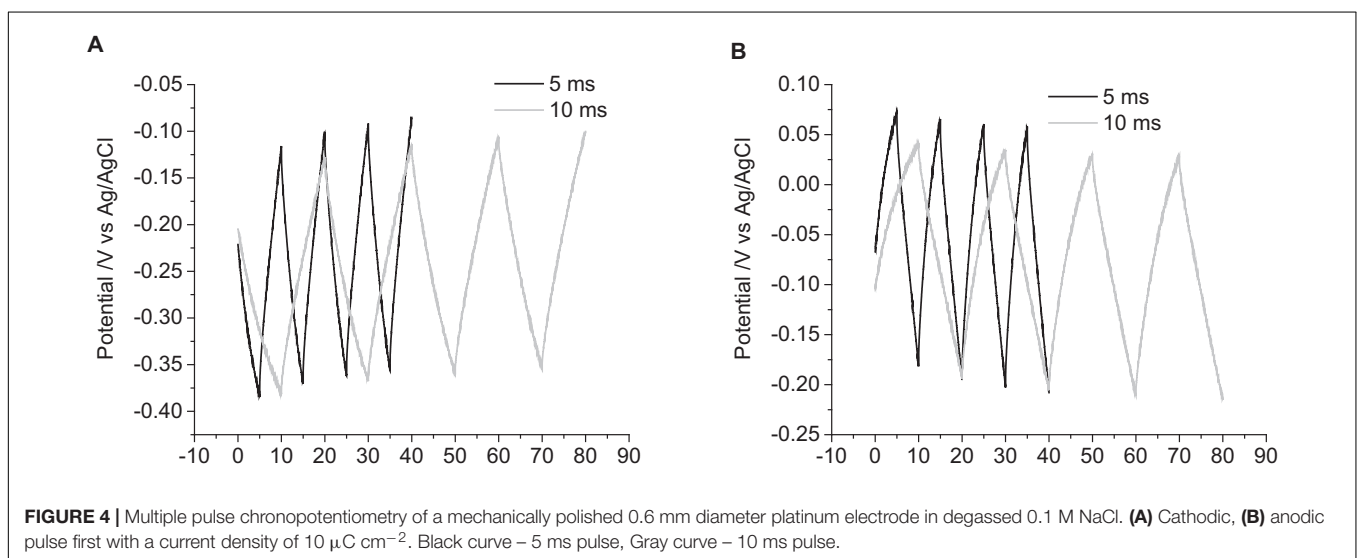 A
Potential /V vs Ag/AgCl
-0.05
-0.10
-0.15
-0.20
-0.25
-0.30
-0.35
-0.40
-10 0 10 20 30 40 50 60 70 80 90
5 ms
10 ms
B
Potential /V vs Ag/AgCl
0.10
0.05
0.00
-0.05
-0.10
-0.15
-0.20
-0.25
-10 0 10 20 30 40 50 60 70 80 90
5 ms
10 ms
FIGURE 4 | Multiple pulse chronopotentiometry of a mechanically polished 0.6 mm diameter platinum electrode in degassed 0.1 M NaCl. (A) Cathodic, (B) anodic
pulse first with a current density of 10 μC cm⁻². Black curve – 5 ms pulse, Gray curve – 10 ms pulse.